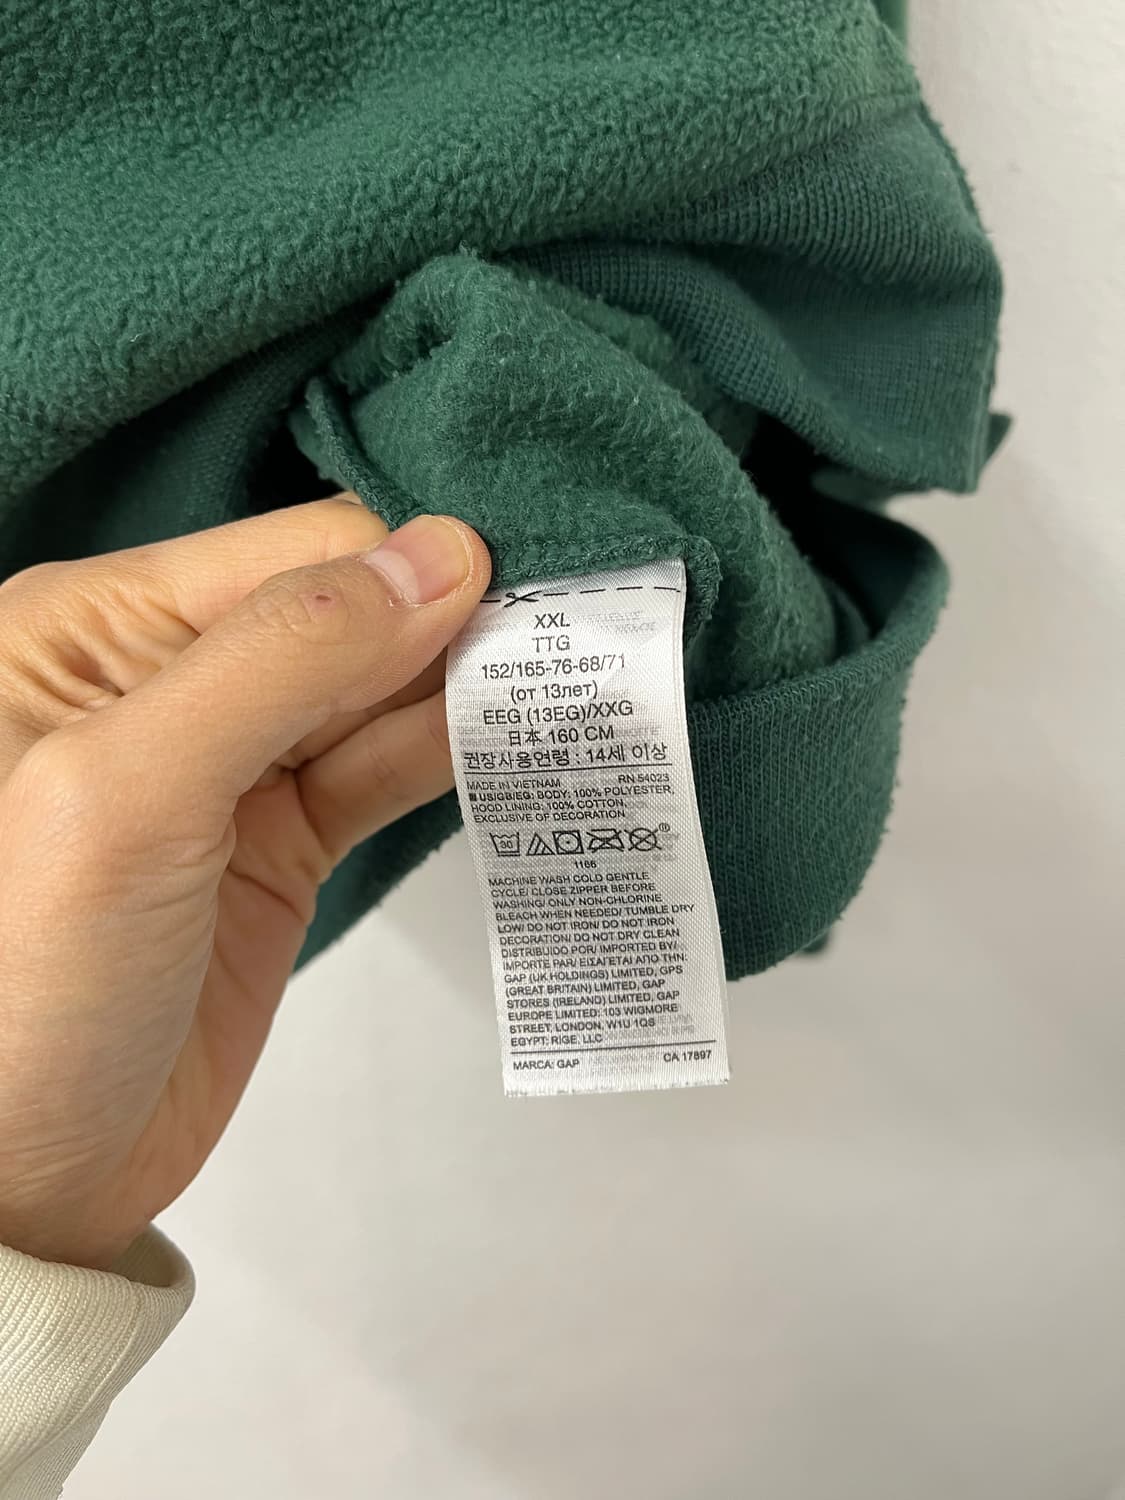 XXL
TTG
152/165-76-68/71
(от 13лет)
EEG (13EG)/XXG
日本 160 CM
권장사용연령 : 14세 이상
MADE IN VIETNAM RN 54023
US/GB/EG: BODY: 100% POLYESTER,
HOOD LINING: 100% COTTON,
EXCLUSIVE OF DECORATION
30
®
1166
MACHINE WASH COLD GENTLE
CYCLE/ CLOSE ZIPPER BEFORE
WASHING/ ONLY NON-CHLORINE
BLEACH WHEN NEEDED/ TUMBLE DRY
LOW/ DO NOT IRON/ DO NOT IRON
DECORATION/ DO NOT DRY CLEAN
DISTRIBUIDO POR/ IMPORTED BY/
IMPORTE PAR/ ΕΙΣΑΓΕΤΑΙ ΑΠΟ ΤΗΝ:
GAP (UK HOLDINGS) LIMITED, GPS
(GREAT BRITAIN) LIMITED, GAP
STORES (IRELAND) LIMITED, GAP
EUROPE LIMITED: 103 WIGMORE
STREET, LONDON, W1U 1QS
EGYPT: RIGE, LLC
MARCA: GAP CA 17897